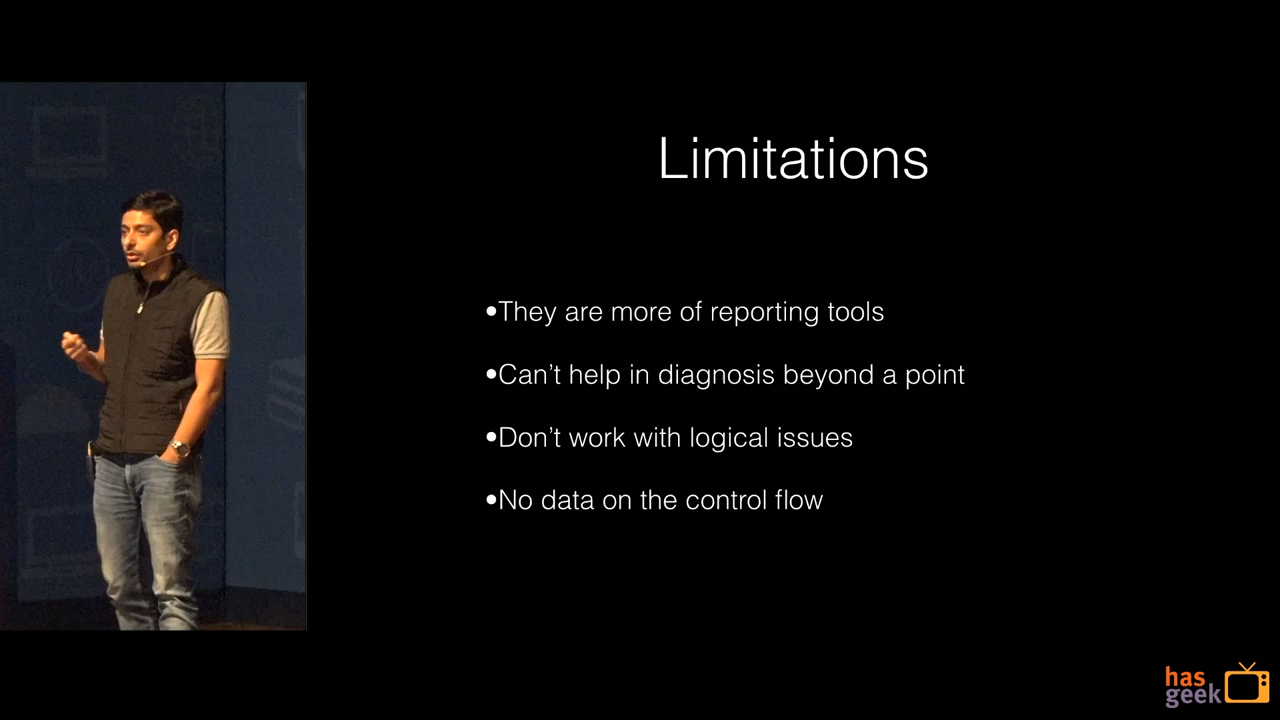 Limitations
•They are more of reporting tools
•Can't help in diagnosis beyond a point
•Don't work with logical issues
•No data on the control flow
has
geek